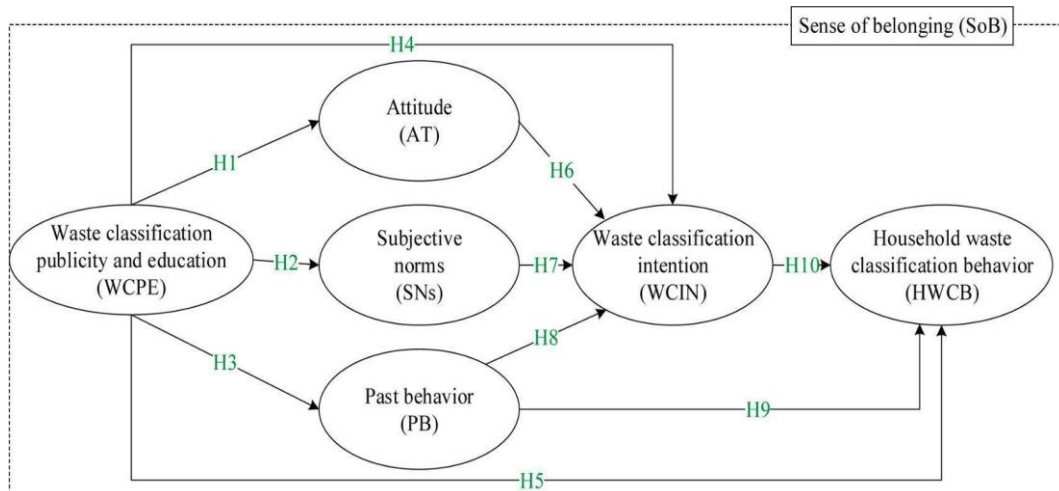 Sense of belonging (SoB)
H4
Attitude
(AT)
H1
H6
Waste classification
publicity and education
(WCPE)
H2
Subjective
norms
(SNs)
H7
Waste classification
intention
(WCIN)
H10
Household waste
classification behavior
(HWCB)
H8
H3
Past behavior
(PB)
H9
H5